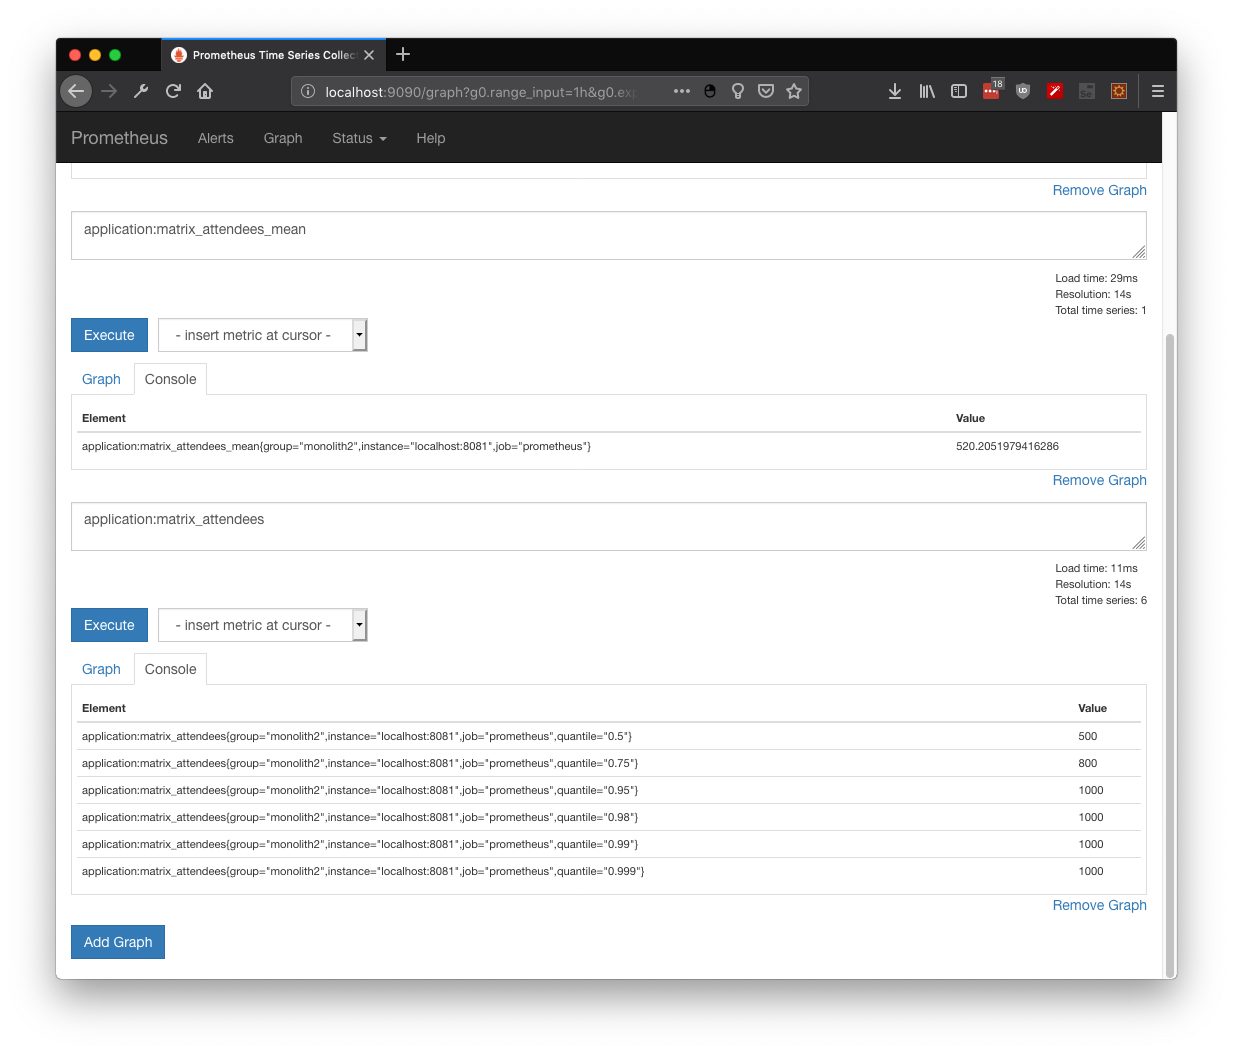 Prometheus Time Series Collec
localhost:9090/graph?g0.range_input=1h&g0.exp
18
Prometheus
Alerts
Graph
Status
Help
Remove Graph
application:matrix_attendees_mean
Load time: 29ms
Resolution: 14s
Total time series: 1
Execute
- insert metric at cursor -
Graph
Console
Element
Value
application:matrix_attendees_mean{group="monolith2",instance="localhost:8081",job="prometheus"}
520.2051979416286
Remove Graph
application:matrix_attendees
Load time: 11ms
Resolution: 14s
Total time series: 6
Execute
- insert metric at cursor -
Graph
Console
Element
Value
application:matrix_attendees{group="monolith2",instance="localhost:8081",job="prometheus",quantile="0.5"}
500
application:matrix_attendees{group="monolith2",instance="localhost:8081",job="prometheus",quantile="0.75"}
800
application:matrix_attendees{group="monolith2",instance="localhost:8081",job="prometheus",quantile="0.95"}
1000
application:matrix_attendees{group="monolith2",instance="localhost:8081",job="prometheus",quantile="0.98"}
1000
application:matrix_attendees{group="monolith2",instance="localhost:8081",job="prometheus",quantile="0.99"}
1000
application:matrix_attendees{group="monolith2",instance="localhost:8081",job="prometheus",quantile="0.999"}
1000
Remove Graph
Add Graph